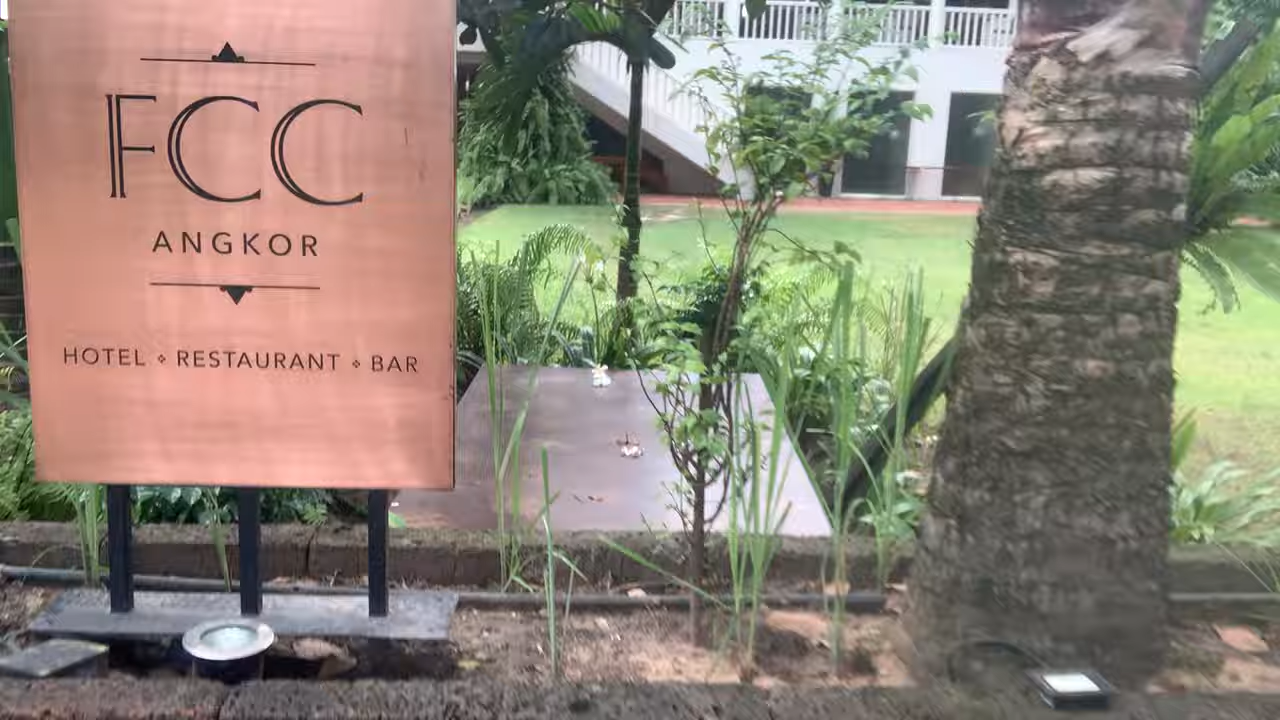 FCC
ANGKOR
HOTEL ⋄ RESTAURANT ⋄ BAR